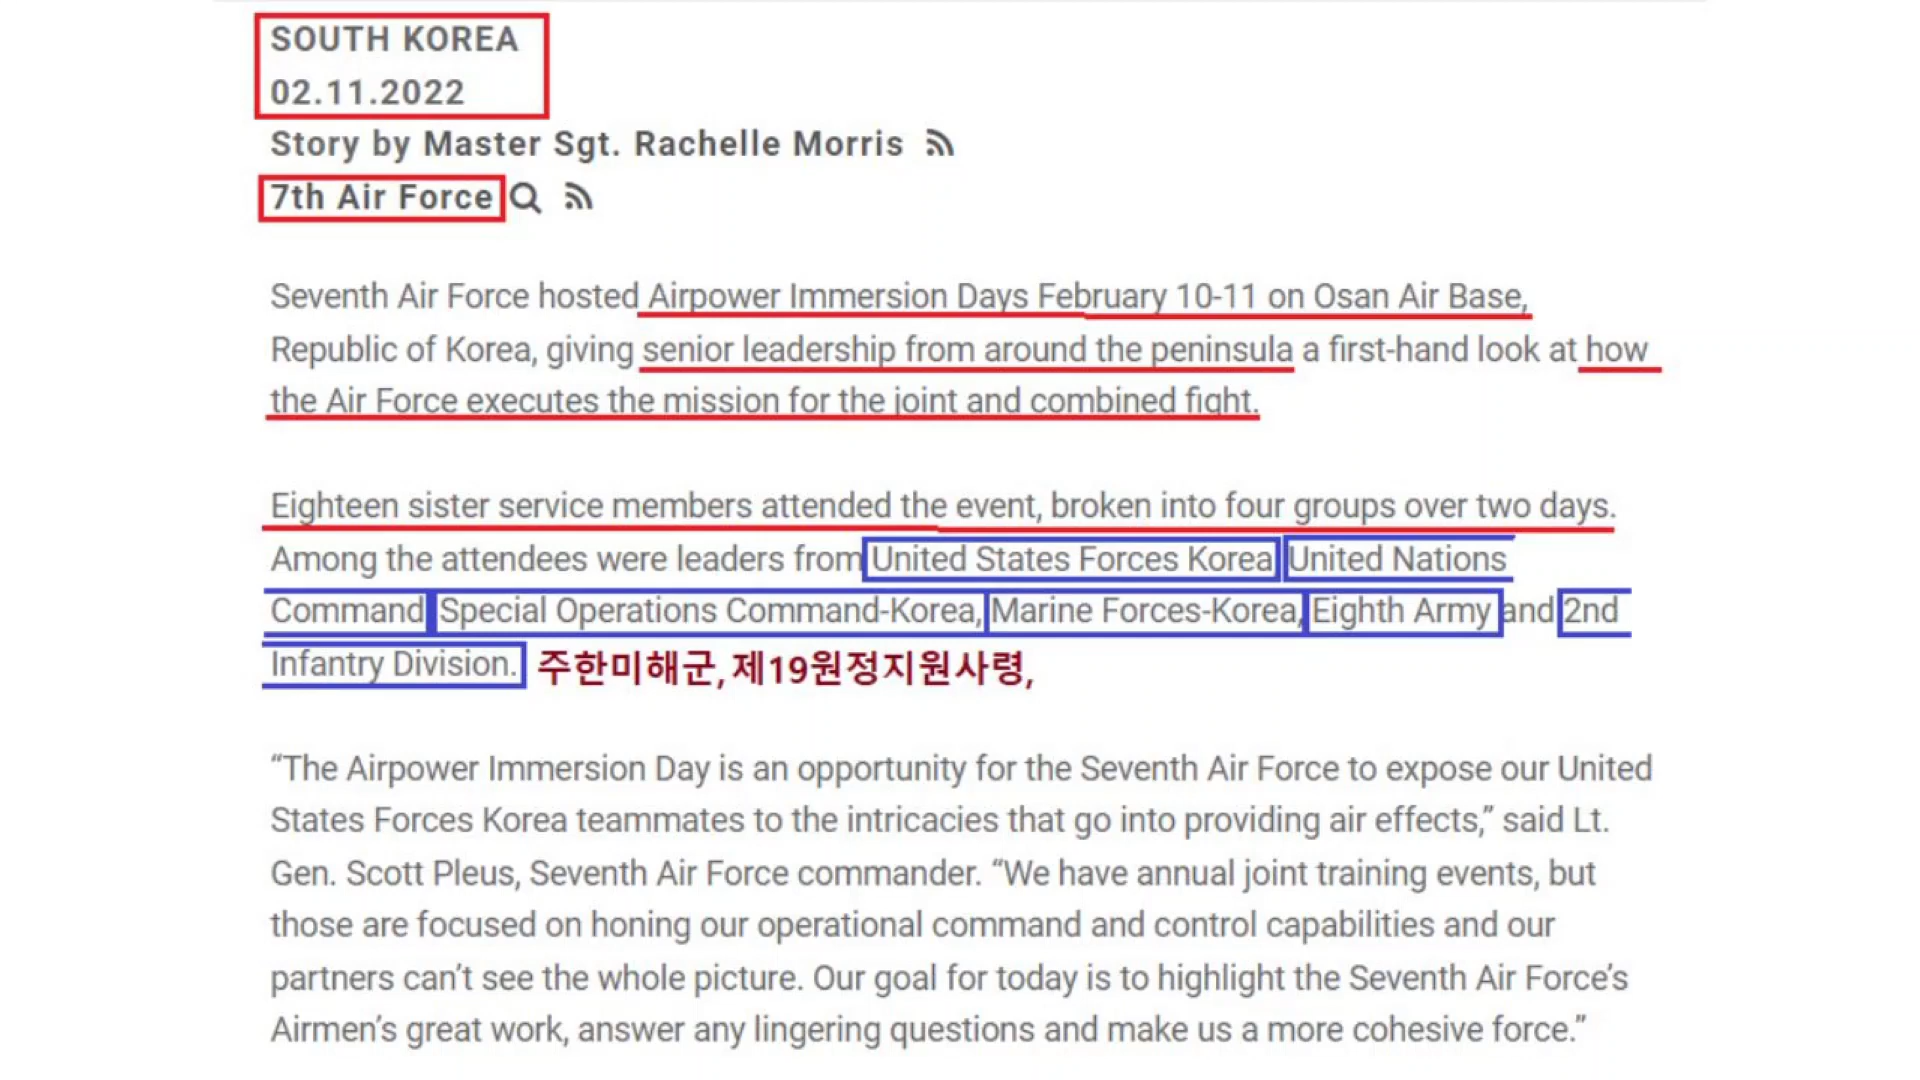 SOUTH KOREA
02.11.2022
Story by Master Sgt. Rachelle Morris
7th Air Force
Seventh Air Force hosted Airpower Immersion Days February 10-11 on Osan Air Base,
Republic of Korea, giving senior leadership from around the peninsula a first-hand look at how
the Air Force executes the mission for the joint and combined fight.
Eighteen sister service members attended the event, broken into four groups over two days.
Among the attendees were leaders from United States Forces Korea United Nations
Command Special Operations Command-Korea, Marine Forces-Korea, Eighth Army and 2nd
Infantry Division. 주한미해군, 제19원정지원사령,
“The Airpower Immersion Day is an opportunity for the Seventh Air Force to expose our United
States Forces Korea teammates to the intricacies that go into providing air effects,” said Lt.
Gen. Scott Pleus, Seventh Air Force commander. “We have annual joint training events, but
those are focused on honing our operational command and control capabilities and our
partners can’t see the whole picture. Our goal for today is to highlight the Seventh Air Force’s
Airmen’s great work, answer any lingering questions and make us a more cohesive force.”